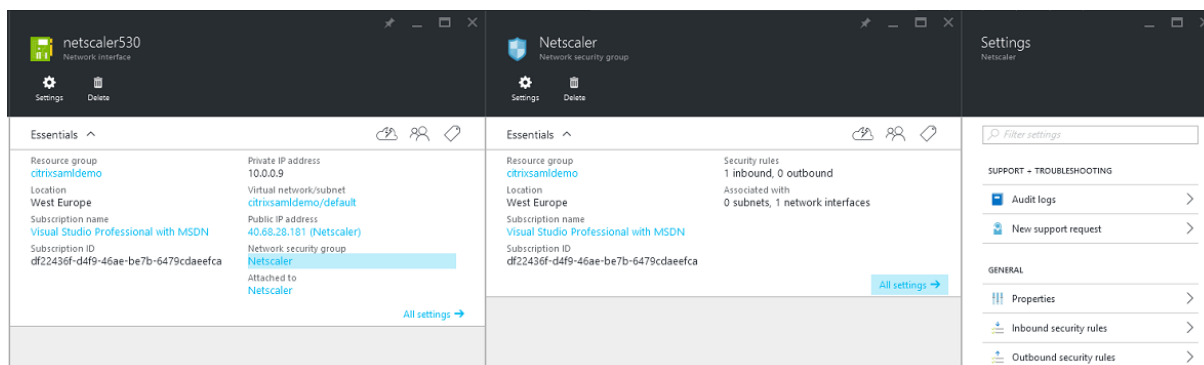 netscaler530
Network interface
Settings
Delete
Essentials
Resource group
citrixsamldemo
Location
West Europe
Subscription name
Visual Studio Professional with MSDN
Subscription ID
df22436f-d4f9-46ae-be7b-6479cdaeefca
Private IP address
10.0.0.9
Virtual network/subnet
citrixsamldemo/default
Public IP address
40.68.28.181 (Netscaler)
Network security group
Netscaler
Attached to
Netscaler
All settings
Netscaler
Network security group
Settings
Delete
Essentials
Resource group
citrixsamldemo
Location
West Europe
Subscription name
Visual Studio Professional with MSDN
Subscription ID
df22436f-d4f9-46ae-be7b-6479cdaeefca
Security rules
1 inbound, 0 outbound
Associated with
0 subnets, 1 network interfaces
All settings
Settings
Netscaler
Filter settings
SUPPORT + TROUBLESHOOTING
Audit logs
New support request
GENERAL
Properties
Inbound security rules
Outbound security rules